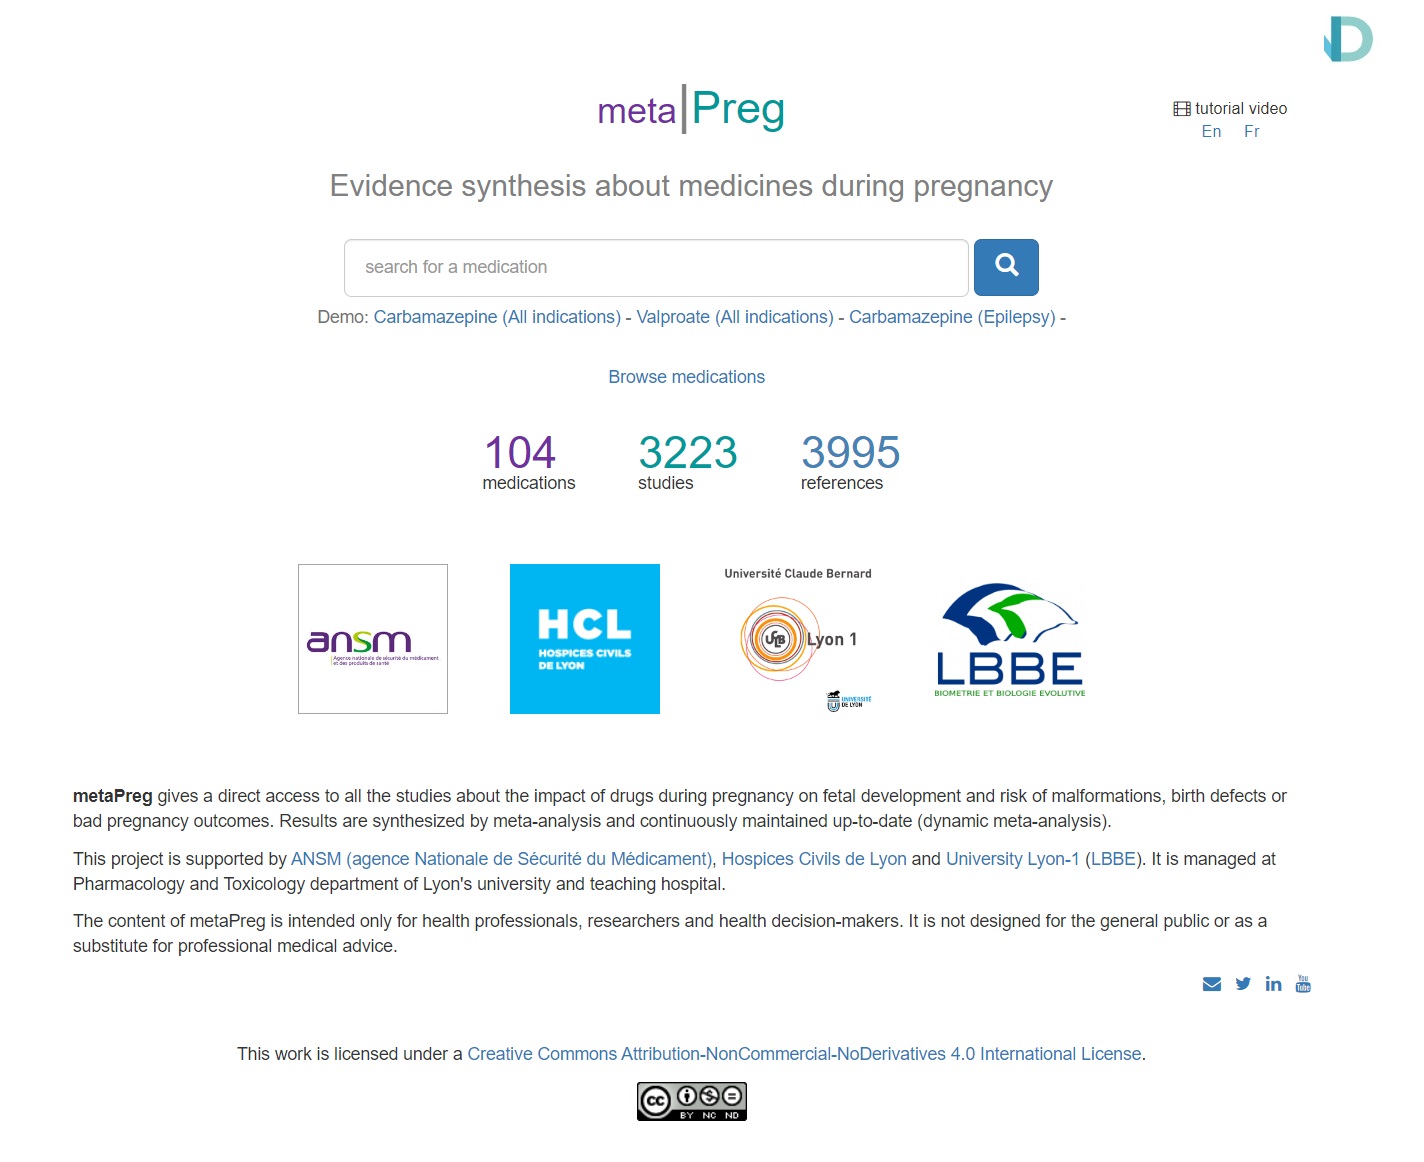 D
meta|Preg
tutorial video
En Fr
Evidence synthesis about medicines during pregnancy
search for a medication
Demo: Carbamazepine (All indications) - Valproate (All indications) - Carbamazepine (Epilepsy) -
Browse medications
104 3223 3995
medications studies references
ansm
Agence nationale de sécurité du médicament
et des produits de santé
HCL
HOSPICES CIVILS
DE LYON
Université Claude Bernard
UCLB
Lyon 1
UNIVERSITÉ
DE LYON
LBBE
BIOMETRIE ET BIOLOGIE EVOLUTIVE
metaPreg gives a direct access to all the studies about the impact of drugs during pregnancy on fetal development and risk of malformations, birth defects or
bad pregnancy outcomes. Results are synthesized by meta-analysis and continuously maintained up-to-date (dynamic meta-analysis).
This project is supported by ANSM (agence Nationale de Sécurité du Médicament), Hospices Civils de Lyon and University Lyon-1 (LBBE). It is managed at
Pharmacology and Toxicology department of Lyon's university and teaching hospital.
The content of metaPreg is intended only for health professionals, researchers and health decision-makers. It is not designed for the general public or as a
substitute for professional medical advice.
in
You
Tube
This work is licensed under a Creative Commons Attribution-NonCommercial-NoDerivatives 4.0 International License.
cc
BY NC ND